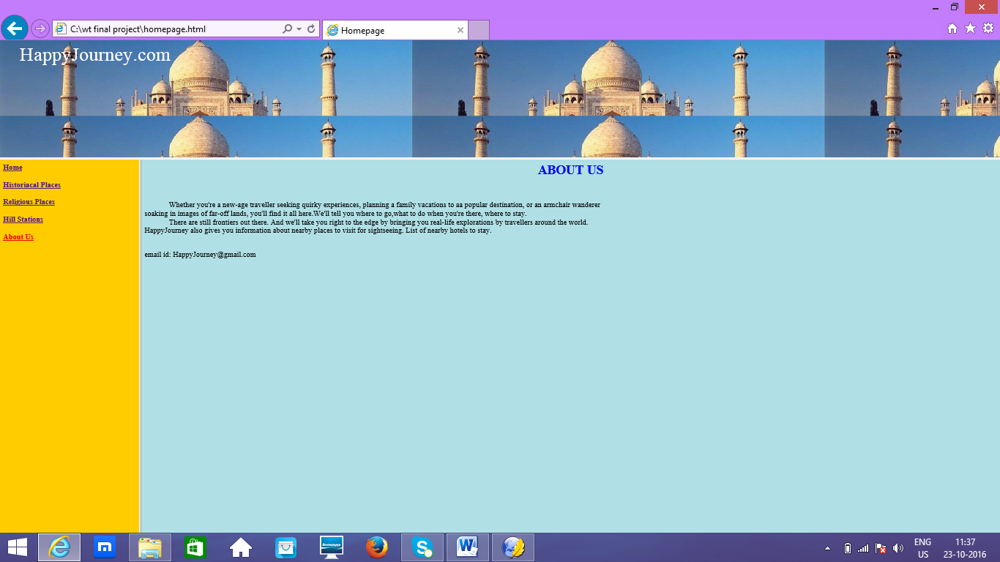 C:\wt final project\homepage.html
Homepage
HappyJourney.com
Home
Historiacal Places
Religious Places
Hill Stations
About Us
ABOUT US
Whether you're a new-age traveller seeking quirky experiences, planning a family vacations to aa popular destination, or an armchair wanderer
soaking in images of far-off lands, you'll find it all here.We'll tell you where to go,what to do when you're there, where to stay.
There are still frontiers out there. And we'll take you right to the edge by bringing you real-life explorations by travellers around the world.
HappyJourney also gives you information about nearby places to visit for sightseeing. List of nearby hotels to stay.
email id: HappyJourney@gmail.com
lenovo
ENG
US
11:37
23-10-2016